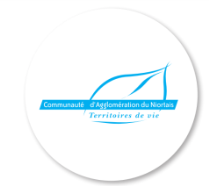 Communauté d'Agglomération du Niortais
Territoires de vie